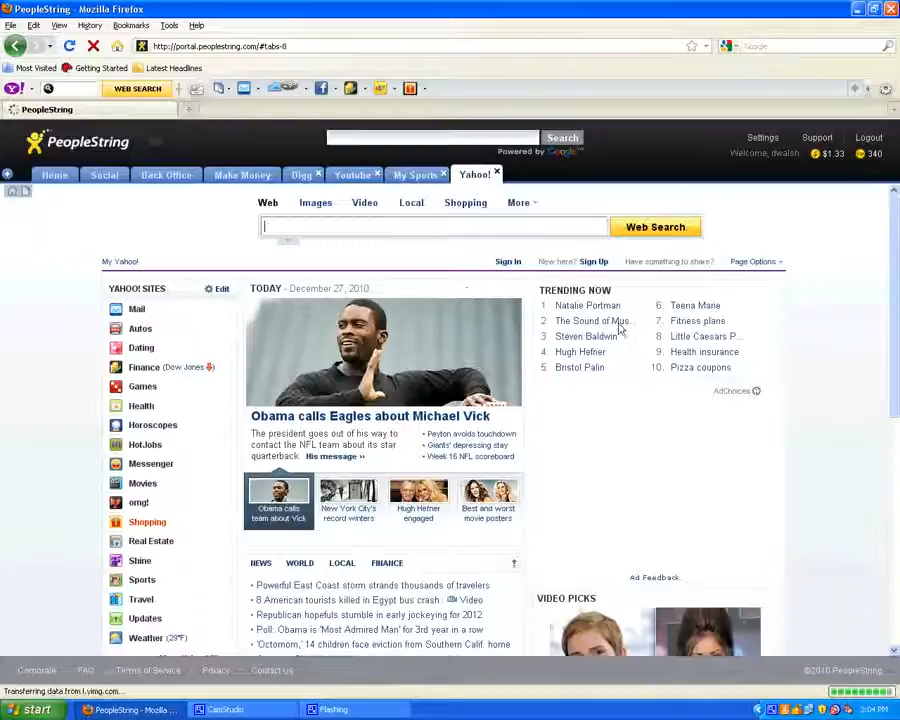 PeopleString - Mozilla Firefox
File Edit View History Bookmarks Tools Help
http://portal.peoplestring.com/#tabs-8
Google
Most Visited Getting Started Latest Headlines
Y! WEB SEARCH
PeopleString
PeopleString
Search
Powered by Google
Settings Support Logout
Welcome, dwalsh $1.33 340
Home Social Back Office Make Money Digg Youtube My Sports Yahoo!
Web Images Video Local Shopping More
Web Search
My Yahoo!
Sign In New here? Sign Up Have something to share? Page Options
YAHOO! SITES Edit
Mail
Autos
Dating
Finance (Dow Jones)
Games
Health
Horoscopes
HotJobs
Messenger
Movies
omg!
Shopping
Real Estate
Shine
Sports
Travel
Updates
Weather (29°F)
TODAY - December 27, 2010
Obama calls Eagles about Michael Vick
The president goes out of his way to
contact the NFL team about its star
quarterback. His message »
• Peyton avoids touchdown
• Giants' depressing stay
• Week 16 NFL scoreboard
Obama calls
team about Vick
New York City's
record winters
Hugh Hefner
engaged
Best and worst
movie posters
NEWS WORLD LOCAL FINANCE
• Powerful East Coast storm strands thousands of travelers
• 8 American tourists killed in Egypt bus crash Video
• Republican hopefuls stumble in early jockeying for 2012
• Poll: Obama is 'Most Admired Man' for 3rd year in a row
• 'Octomom,' 14 children face eviction from Southern Calif. home
TRENDING NOW
1 Natalie Portman
2 The Sound of Mus...
3 Steven Baldwin
4. Hugh Hefner
5 Bristol Palin
6. Teena Marie
7. Fitness plans
8. Little Caesars P...
9. Health insurance
10. Pizza coupons
AdChoices
Ad Feedback
VIDEO PICKS
Corporate FAQ Terms of Service Privacy Contact Us
©2010 PeopleString
Transferring data from l.yimg.com...
start PeopleString - Mozilla ... CamStudio Flashing 3:04 PM